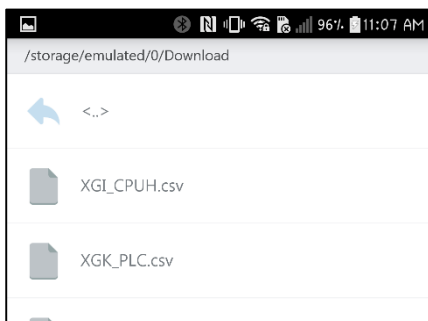 96% 11:07 AM
/storage/emulated/0/Download
<..>
XGI_CPUH.csv
XGK_PLC.csv